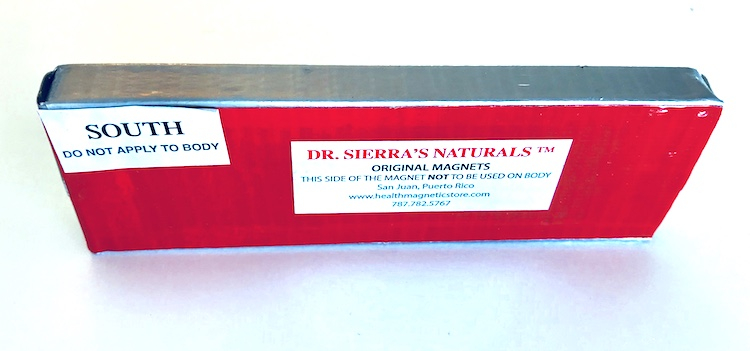 SOUTH
DO NOT APPLY TO BODY
DR. SIERRA'S NATURALS ™
ORIGINAL MAGNETS
THIS SIDE OF THE MAGNET NOT TO BE USED ON BODY
San Juan, Puerto Rico
www.healthmagneticstore.com
787.782.5767